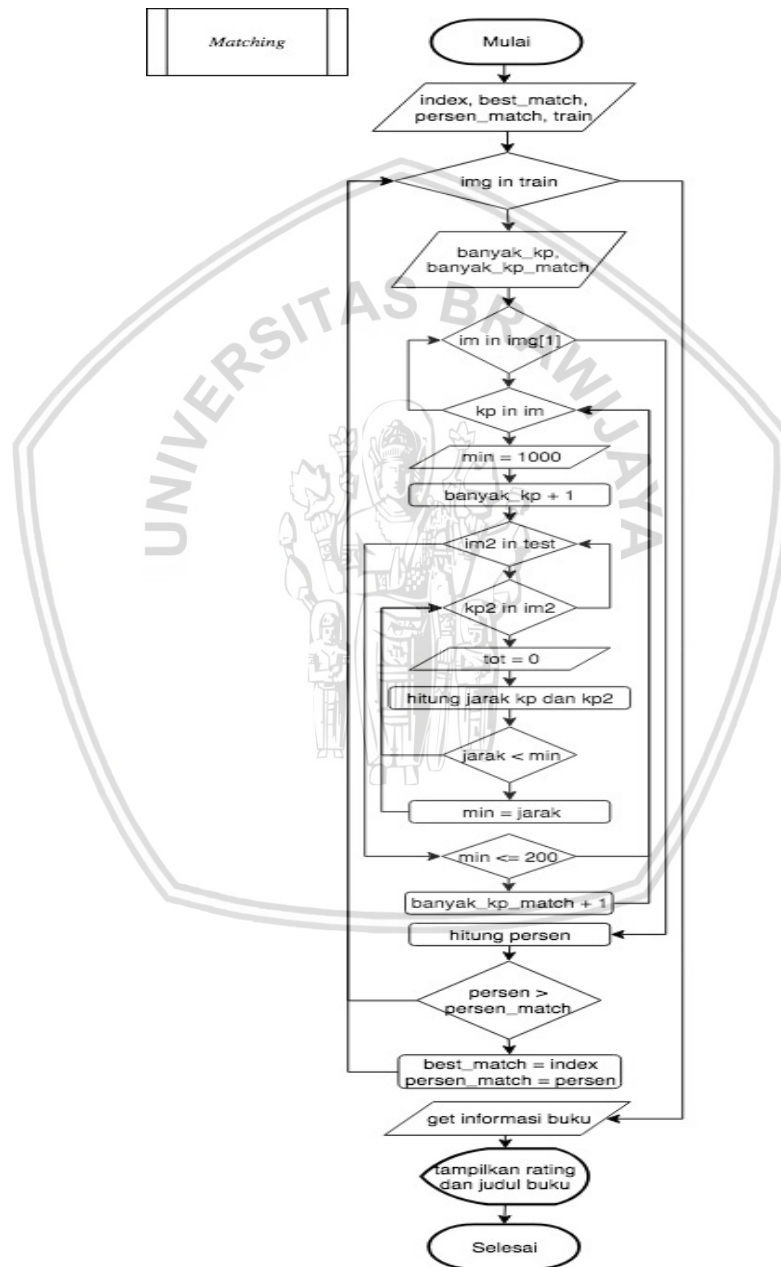 Matching
Mulai
index, best_match,
persen_match, train
img in train
banyak_kp,
banyak_kp_match
UNIVERSITAS BRAWIJAYA
im in img[1]
kp in im
min = 1000
banyak_kp + 1
im2 in test
kp2 in im2
tot = 0
hitung jarak kp dan kp2
jarak < min
min = jarak
min <= 200
banyak_kp_match + 1
hitung persen
persen >
persen_match
best_match = index
persen_match = persen
get informasi buku
tampilkan rating
dan judul buku
Selesai